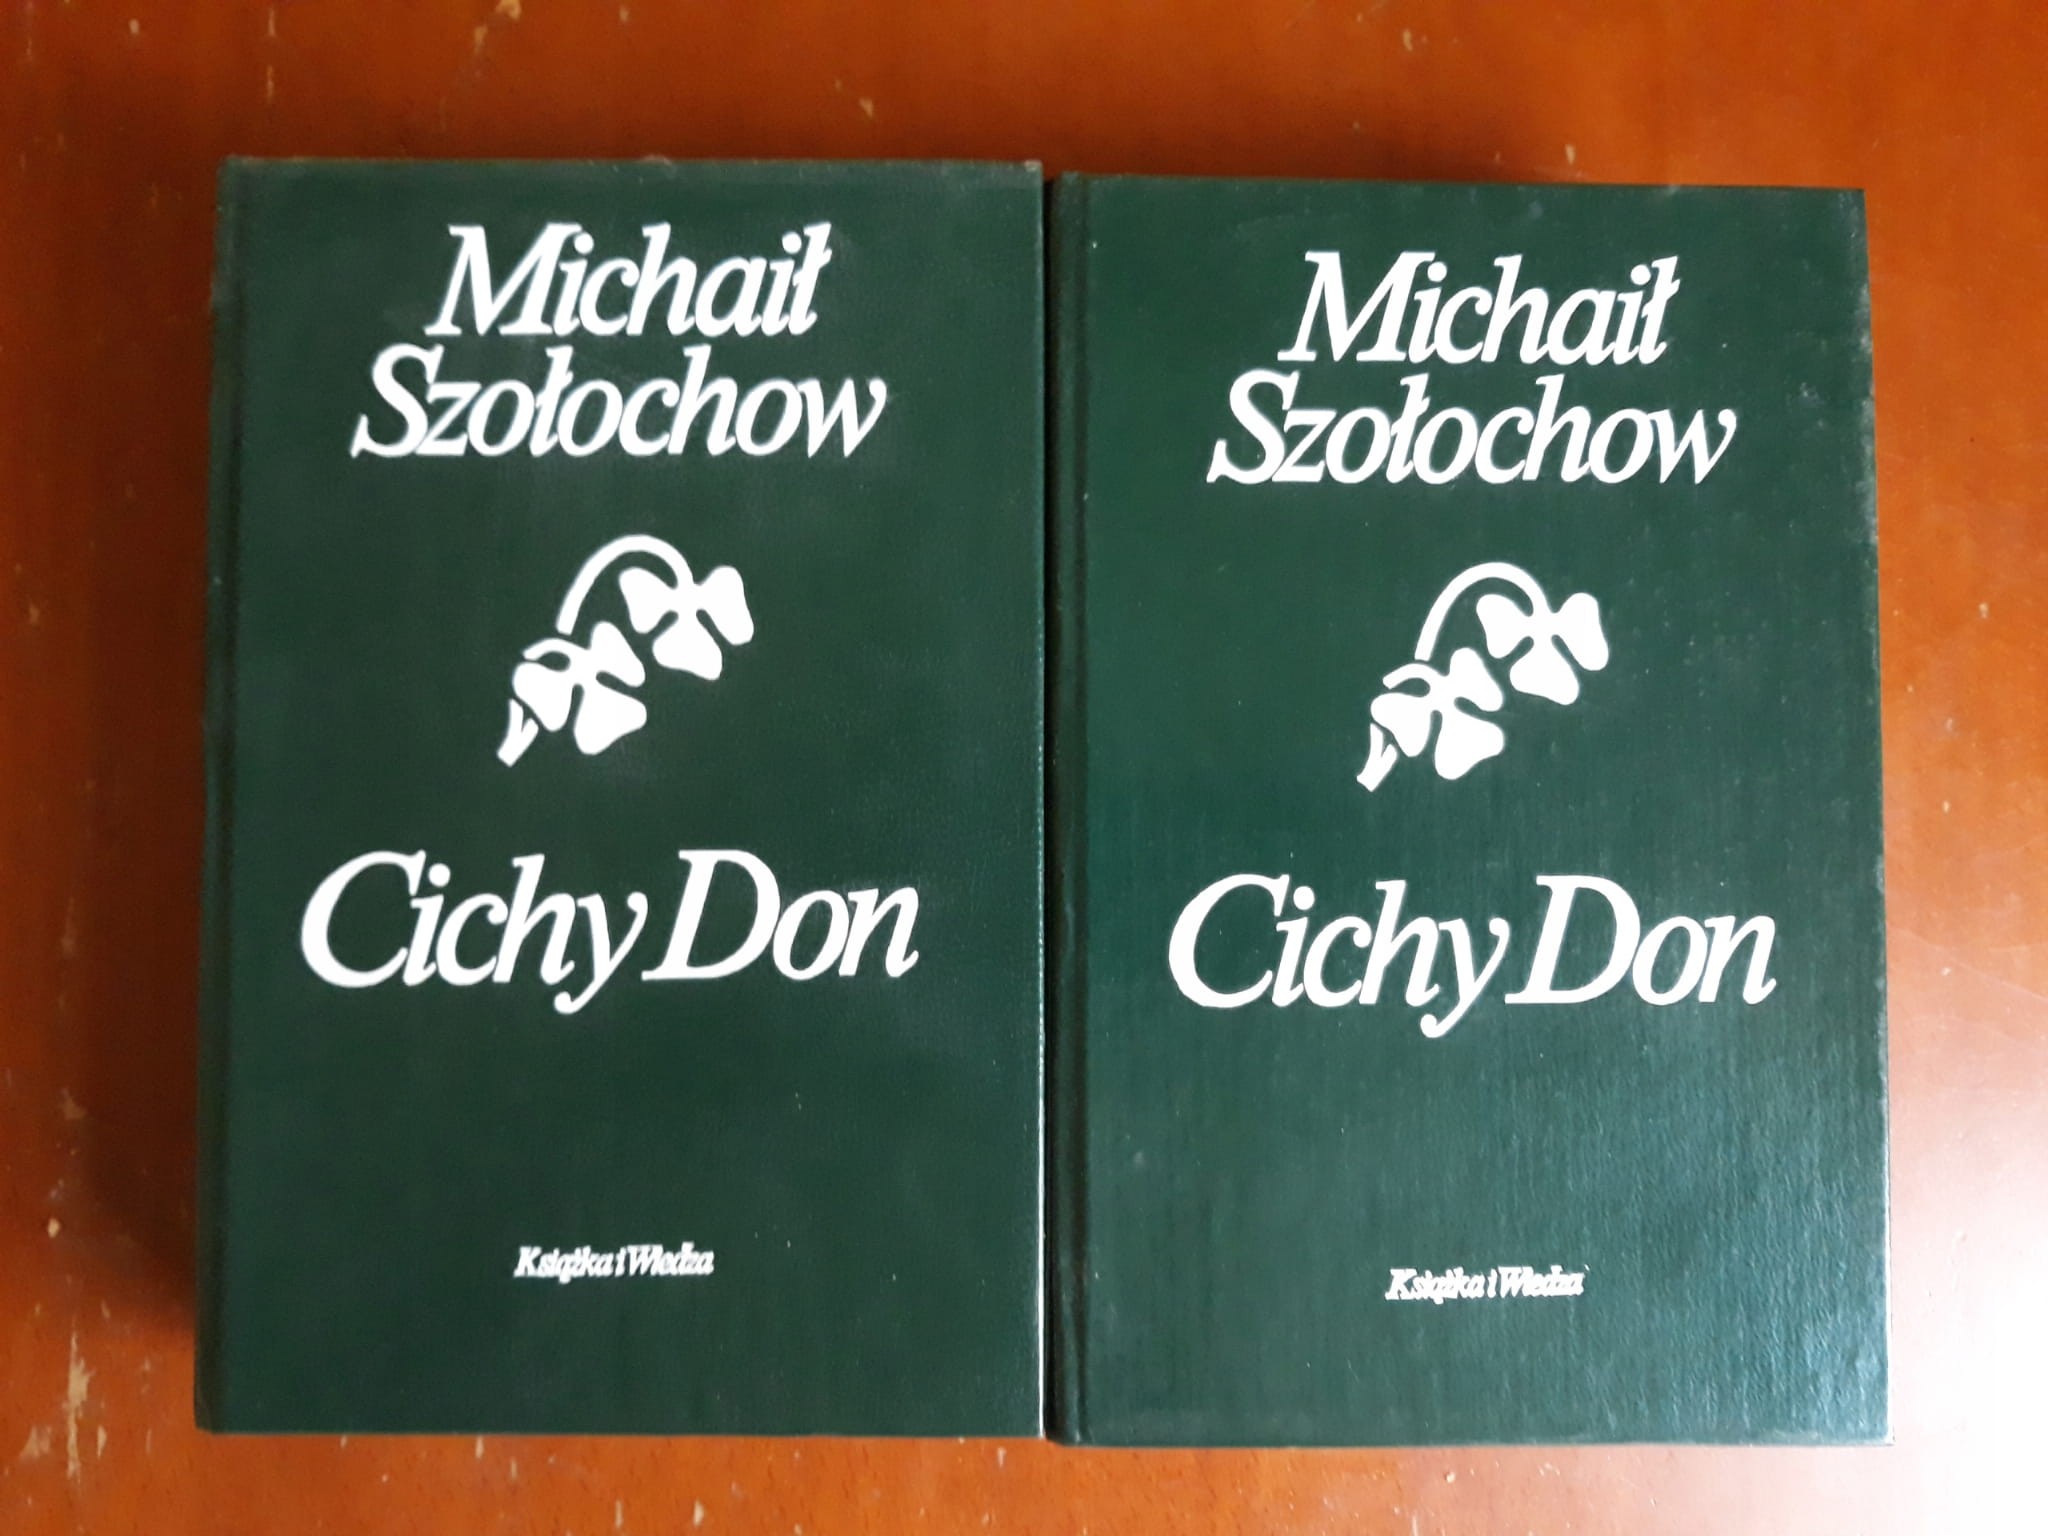 Michaił
Szołochow
Cichy Don
Książka i Wiedza
Michaił
Szołochow
Cichy Don
Książka i Wiedza